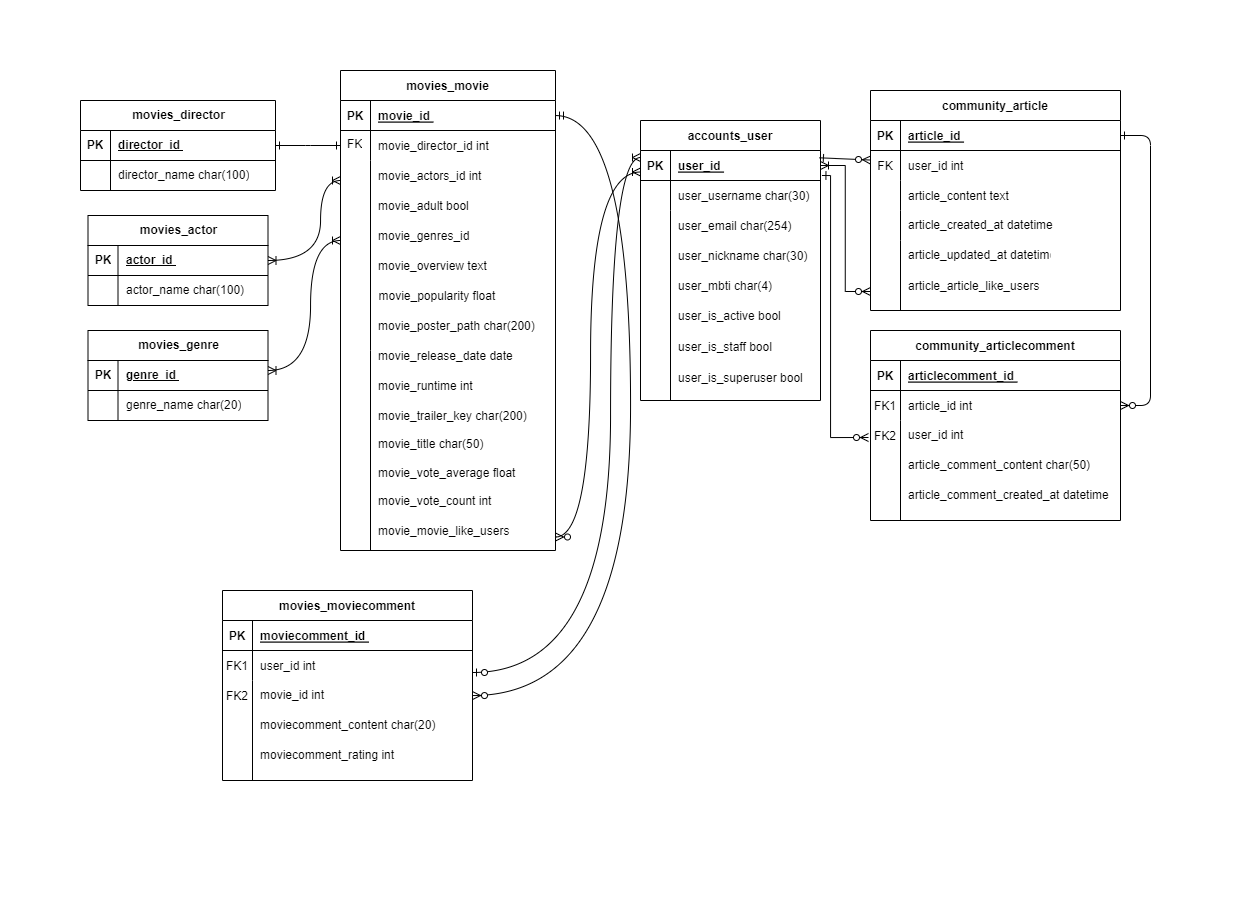 movies_director
PK director_id
director_name char(100)
movies_actor
PK actor_id
actor_name char(100)
movies_genre
PK genre_id
genre_name char(20)
movies_movie
PK movie_id
FK movie_director_id int
movie_actors_id int
movie_adult bool
movie_genres_id
movie_overview text
movie_popularity float
movie_poster_path char(200)
movie_release_date date
movie_runtime int
movie_trailer_key char(200)
movie_title char(50)
movie_vote_average float
movie_vote_count int
movie_movie_like_users
movies_moviecomment
PK moviecomment_id
FK1 user_id int
FK2 movie_id int
moviecomment_content char(20)
moviecomment_rating int
accounts_user
PK user_id
user_username char(30)
user_email char(254)
user_nickname char(30)
user_mbti char(4)
user_is_active bool
user_is_staff bool
user_is_superuser bool
community_article
PK article_id
FK user_id int
article_content text
article_created_at datetime
article_updated_at datetim
article_article_like_users
community_articlecomment
PK articlecomment_id
FK1 article_id int
FK2 user_id int
article_comment_content char(50)
article_comment_created_at datetime